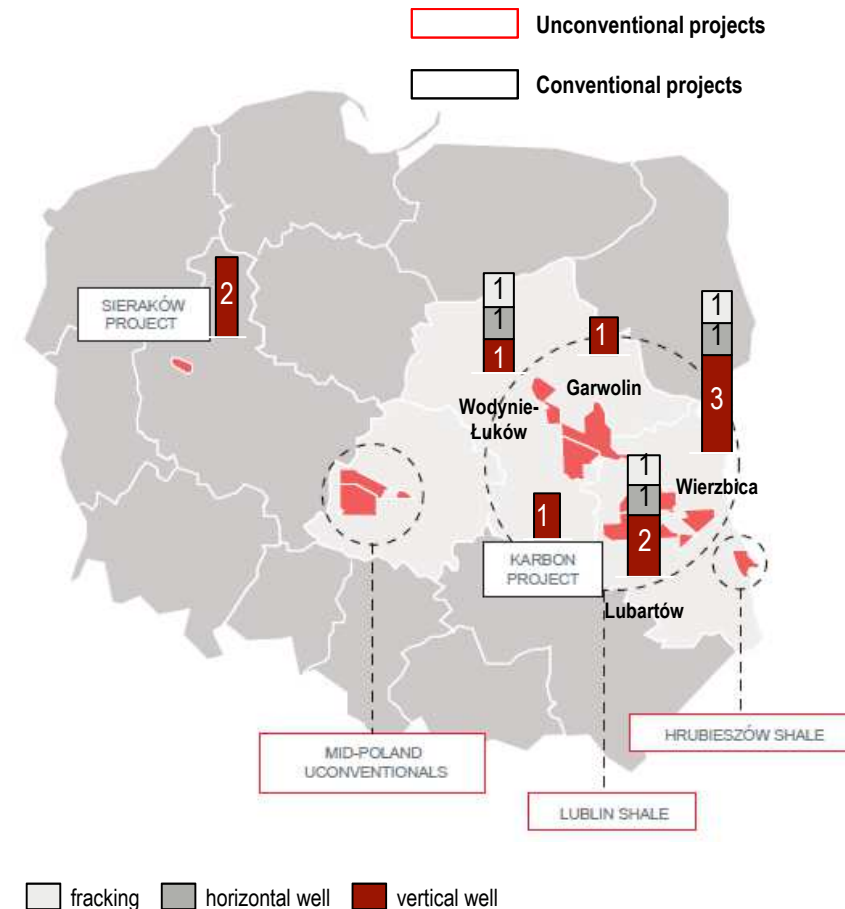 Unconventional projects
Conventional projects
SIERAKÓW
PROJECT
2
1
1
1
1
1
1
3
Garwolin
Wodynie-
Łuków
1
1
2
Wierzbica
1
KARBON
PROJECT
Lubartów
HRUBIESZÓW SHALE
MID-POLAND
UCONVENTIONALS
LUBLIN SHALE
fracking horizontal well vertical well